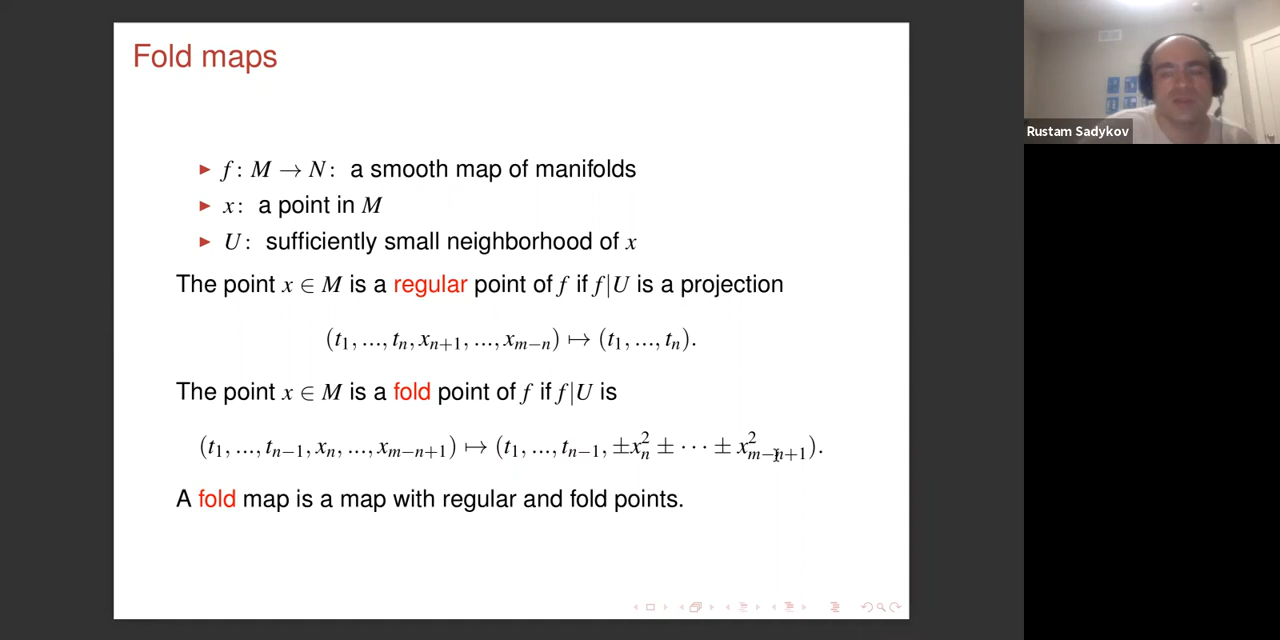 Fold maps
▶ f: M → N: a smooth map of manifolds
▶ x: a point in M
▶ U: sufficiently small neighborhood of x
The point x ∈ M is a regular point of f if f|U is a projection
(t₁, ..., tₙ, xₙ₊₁, ..., xₘ₋ₙ) ↦ (t₁, ..., tₙ).
The point x ∈ M is a fold point of f if f|U is
(t₁, ..., tₙ₋₁, xₙ, ..., xₘ₋ₙ₊₁) ↦ (t₁, ..., tₙ₋₁, ±xₙ² ± ⋯ ± xₘ₋ₙ₊₁²).
A fold map is a map with regular and fold points.
Rustam Sadykov